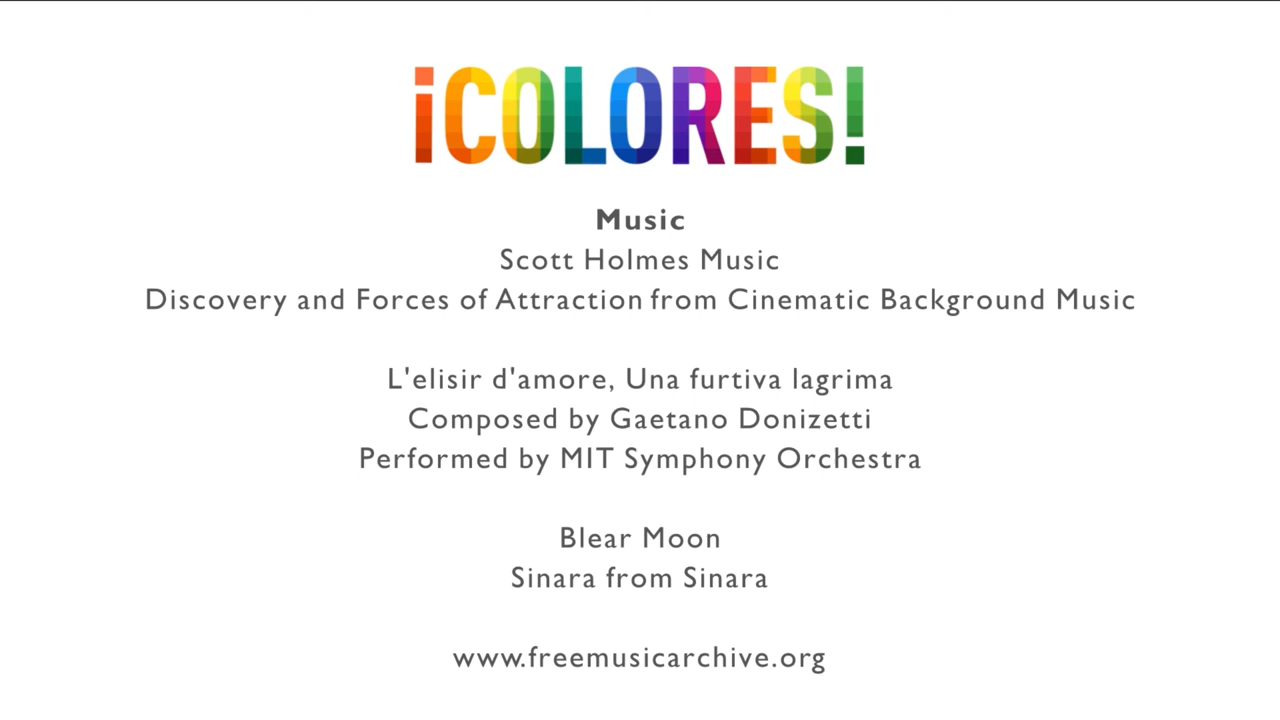 ¡COLORES!
Music
Scott Holmes Music
Discovery and Forces of Attraction from Cinematic Background Music
L'elisir d'amore, Una furtiva lagrima
Composed by Gaetano Donizetti
Performed by MIT Symphony Orchestra
Blear Moon
Sinara from Sinara
www.freemusicarchive.org